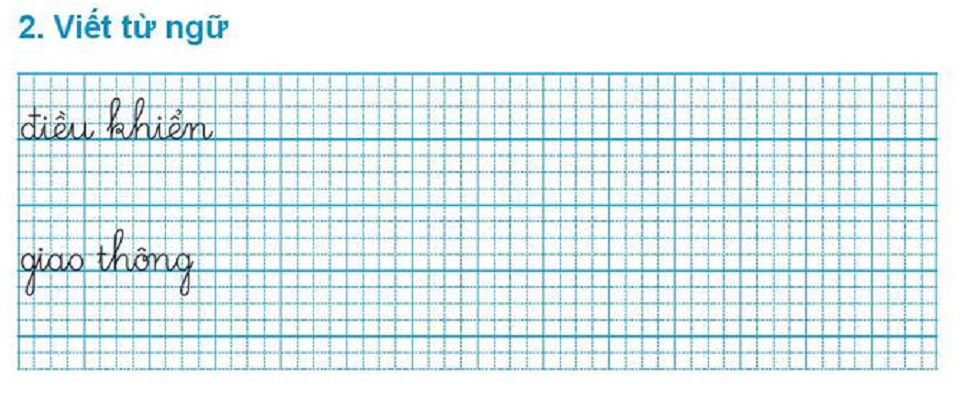 2. Viết từ ngữ
điều khiển
giao thông